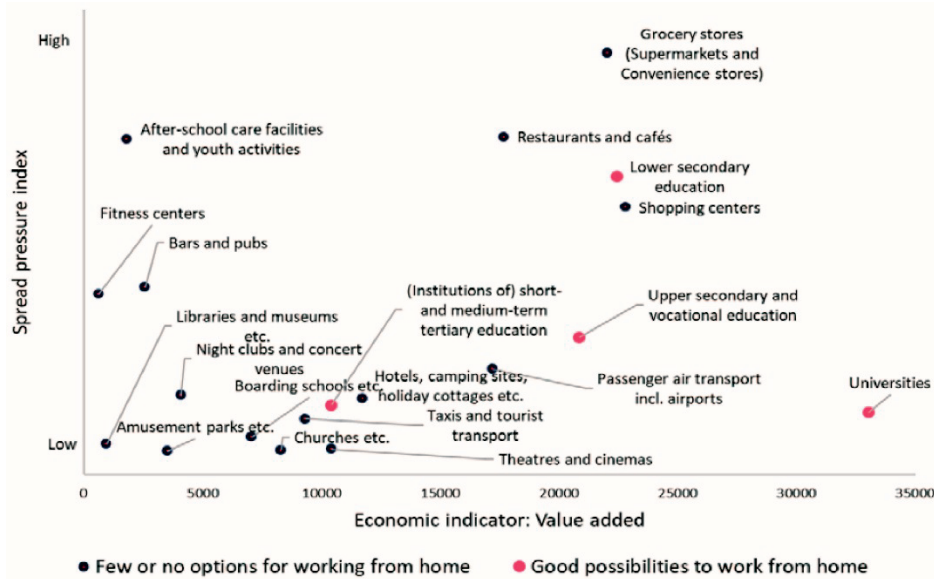 High
Grocery stores
(Supermarkets and
Convenience stores)
After-school care facilities
and youth activities
Restaurants and cafés
Lower secondary
education
Shopping centers
Fitness centers
Bars and pubs
Spread pressure index
(Institutions of) short-
and medium-term
tertiary education
Upper secondary and
vocational education
Libraries and museums
etc.
Night clubs and concert
venues
Boarding schools etc.
Hotels, camping sites,
holiday cottages etc.
Passenger air transport
incl. airports
Universities
Taxis and tourist
transport
Low
Amusement parks etc.
Churches etc.
Theatres and cinemas
0 5000 10000 15000 20000 25000 30000 35000
Economic indicator: Value added
Few or no options for working from home
Good possibilities to work from home